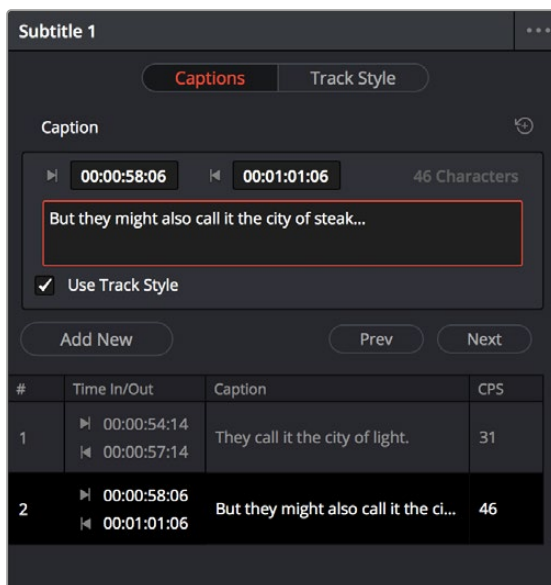 Subtitle 1
Captions Track Style
Caption
00:00:58:06 00:01:01:06 46 Characters
But they might also call it the city of steak...
Use Track Style
Add New Prev Next
# Time In/Out Caption CPS
1 00:00:54:14 00:00:57:14 They call it the city of light. 31
2 00:00:58:06 00:01:01:06 But they might also call it the ci... 46